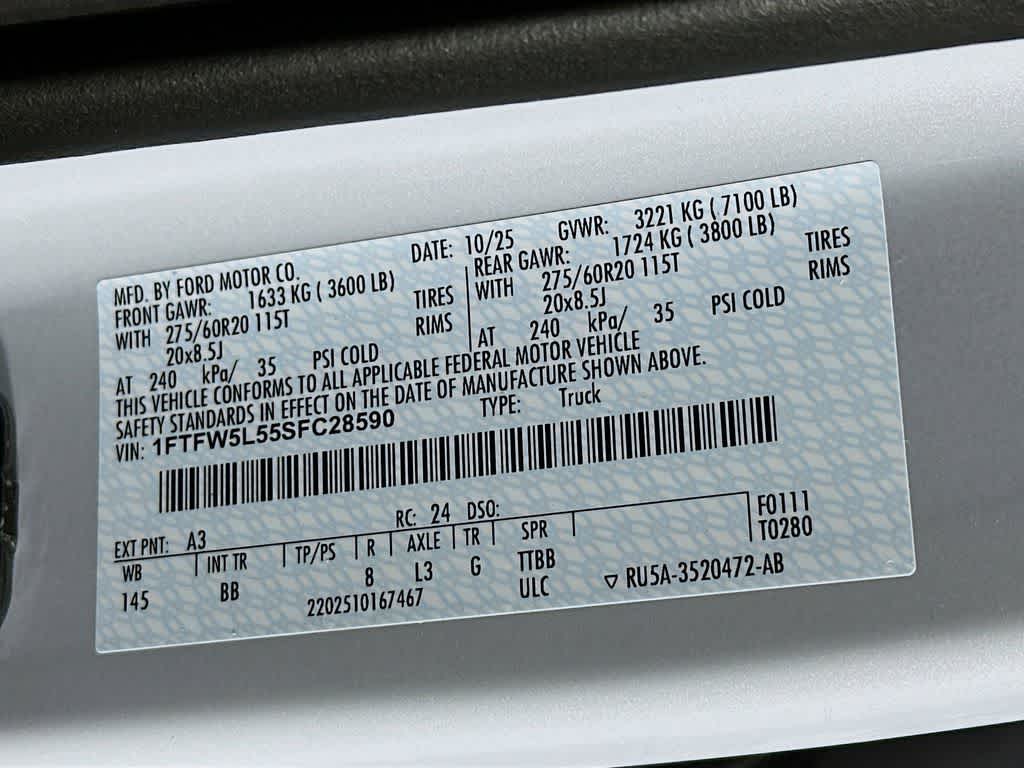 MFD. BY FORD MOTOR CO.
DATE: 10/25 GVWR: 3221 KG ( 7100 LB)
FRONT GAWR: 1633 KG ( 3600 LB) REAR GAWR: 1724 KG ( 3800 LB)
WITH 275/60R20 115T TIRES WITH 275/60R20 115T TIRES
20x8.5J RIMS 20x8.5J RIMS
AT 240 kPa/ 35 PSI COLD AT 240 kPa/ 35 PSI COLD
THIS VEHICLE CONFORMS TO ALL APPLICABLE FEDERAL MOTOR VEHICLE
SAFETY STANDARDS IN EFFECT ON THE DATE OF MANUFACTURE SHOWN ABOVE.
VIN: 1FTFW5L55SFC28590 TYPE: Truck
EXT PNT: A3 RC: 24 DSO: F0111
WB INT TR TP/PS R AXLE TR SPR T0280
145 BB 8 L3 G TTBB
2202510167467 ULC ▽ RU5A-3520472-AB